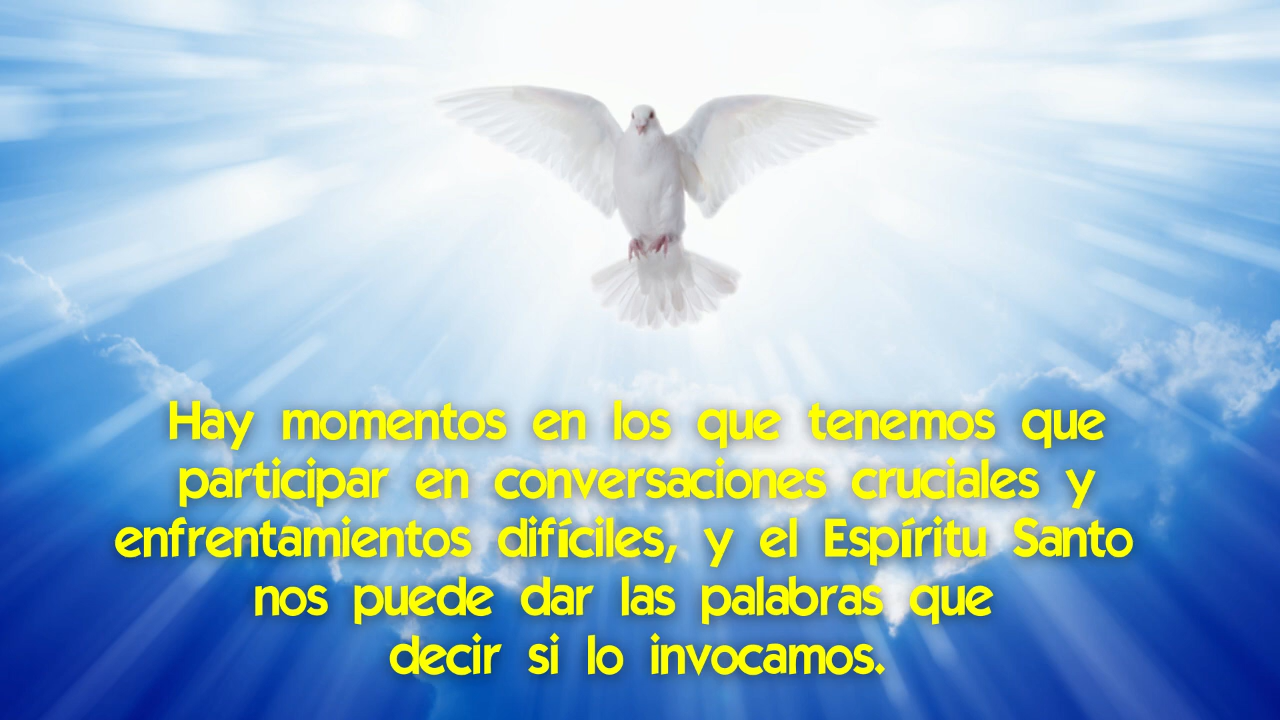 Hay momentos en los que tenemos que
participar en conversaciones cruciales y
enfrentamientos difíciles, y el Espíritu Santo
nos puede dar las palabras que
decir si lo invocamos.